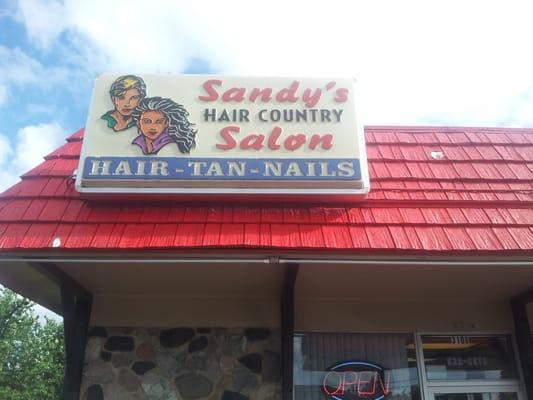 Sandy's
HAIR COUNTRY
Salon
HAIR-TAN-NAILS
OPEN